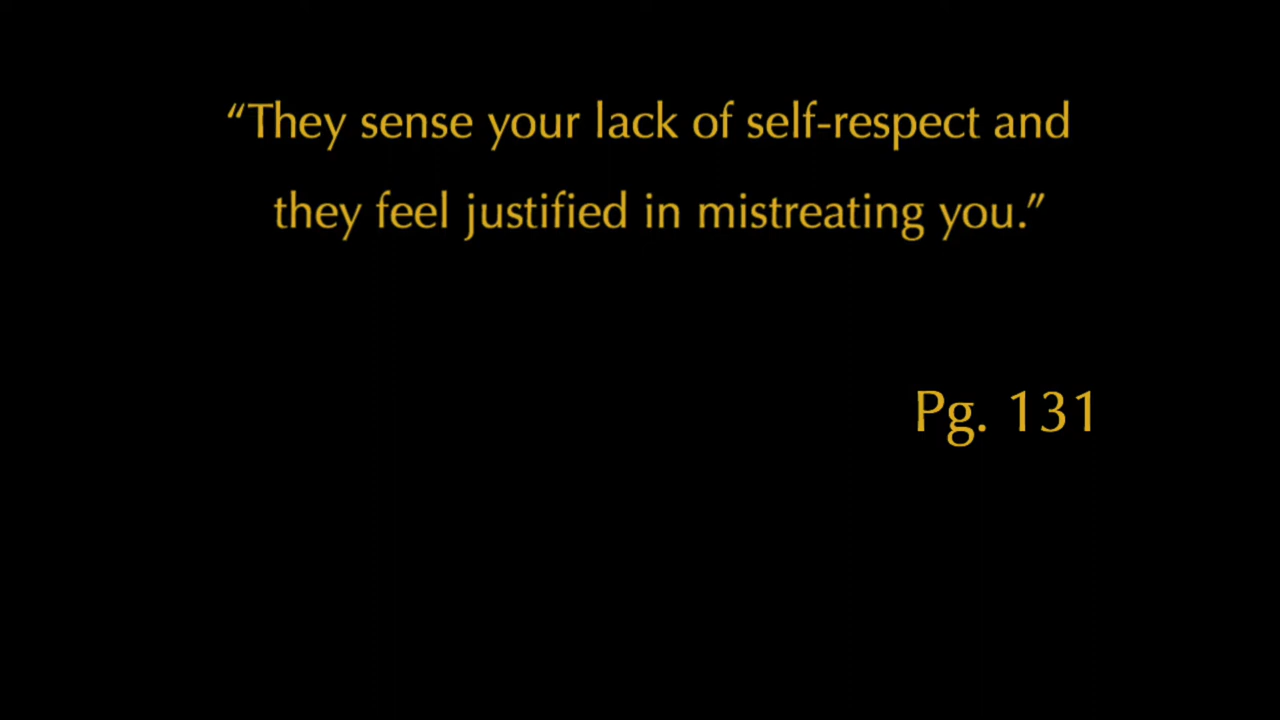 “They sense your lack of self-respect and
they feel justified in mistreating you.”
Pg. 131